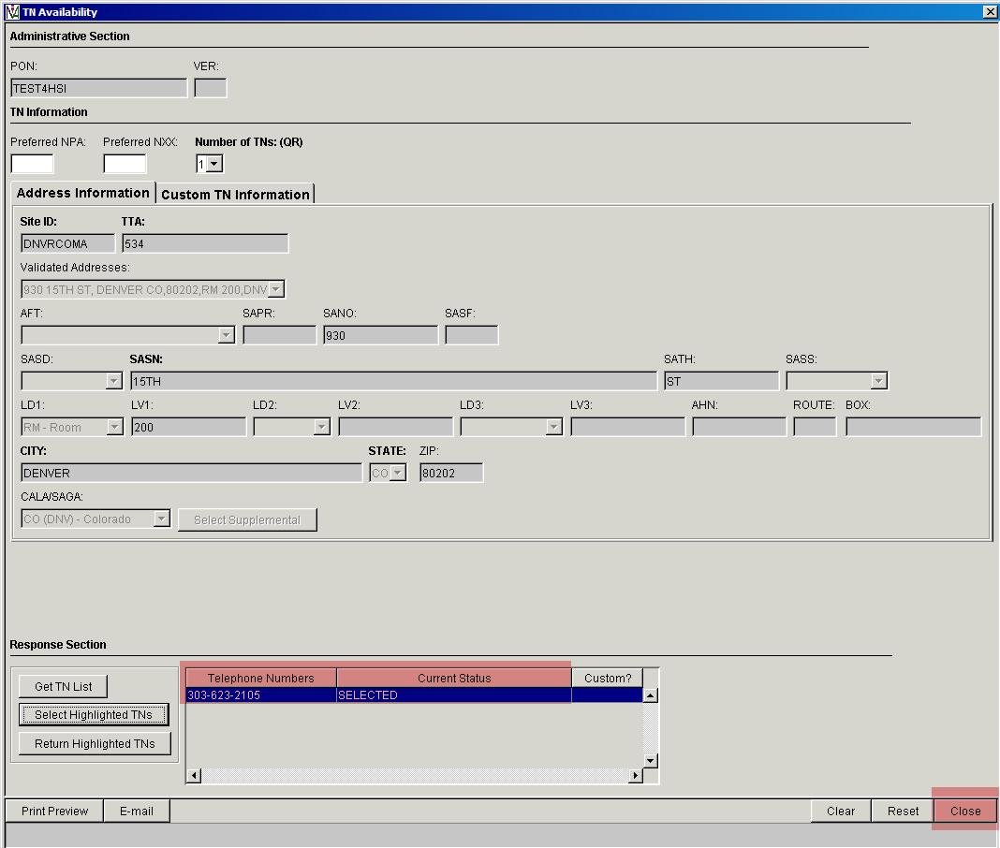 TN Availability
Administrative Section
PON: VER:
TEST4HSI
TN Information
Preferred NPA: Preferred NXX: Number of TNs: (QR)
1
Address Information Custom TN Information
Site ID: TTA:
DNVRCOMA 534
Validated Addresses:
930 15TH ST, DENVER CO,80202,RM 200,DNV
AFT: SAPR: SANO: SASF:
930
SASD: SASN: SATH: SASS:
15TH ST
LD1: LV1: LD2: LV2: LD3: LV3: AHN: ROUTE: BOX:
RM - Room 200
CITY: STATE: ZIP:
DENVER CO 80202
CALA/SAGA:
CO (DNV) - Colorado Select Supplemental
Response Section
Telephone Numbers Current Status Custom?
Get TN List
303-623-2105 SELECTED
Select Highlighted TNs
Return Highlighted TNs
Print Preview E-mail Clear Reset Close